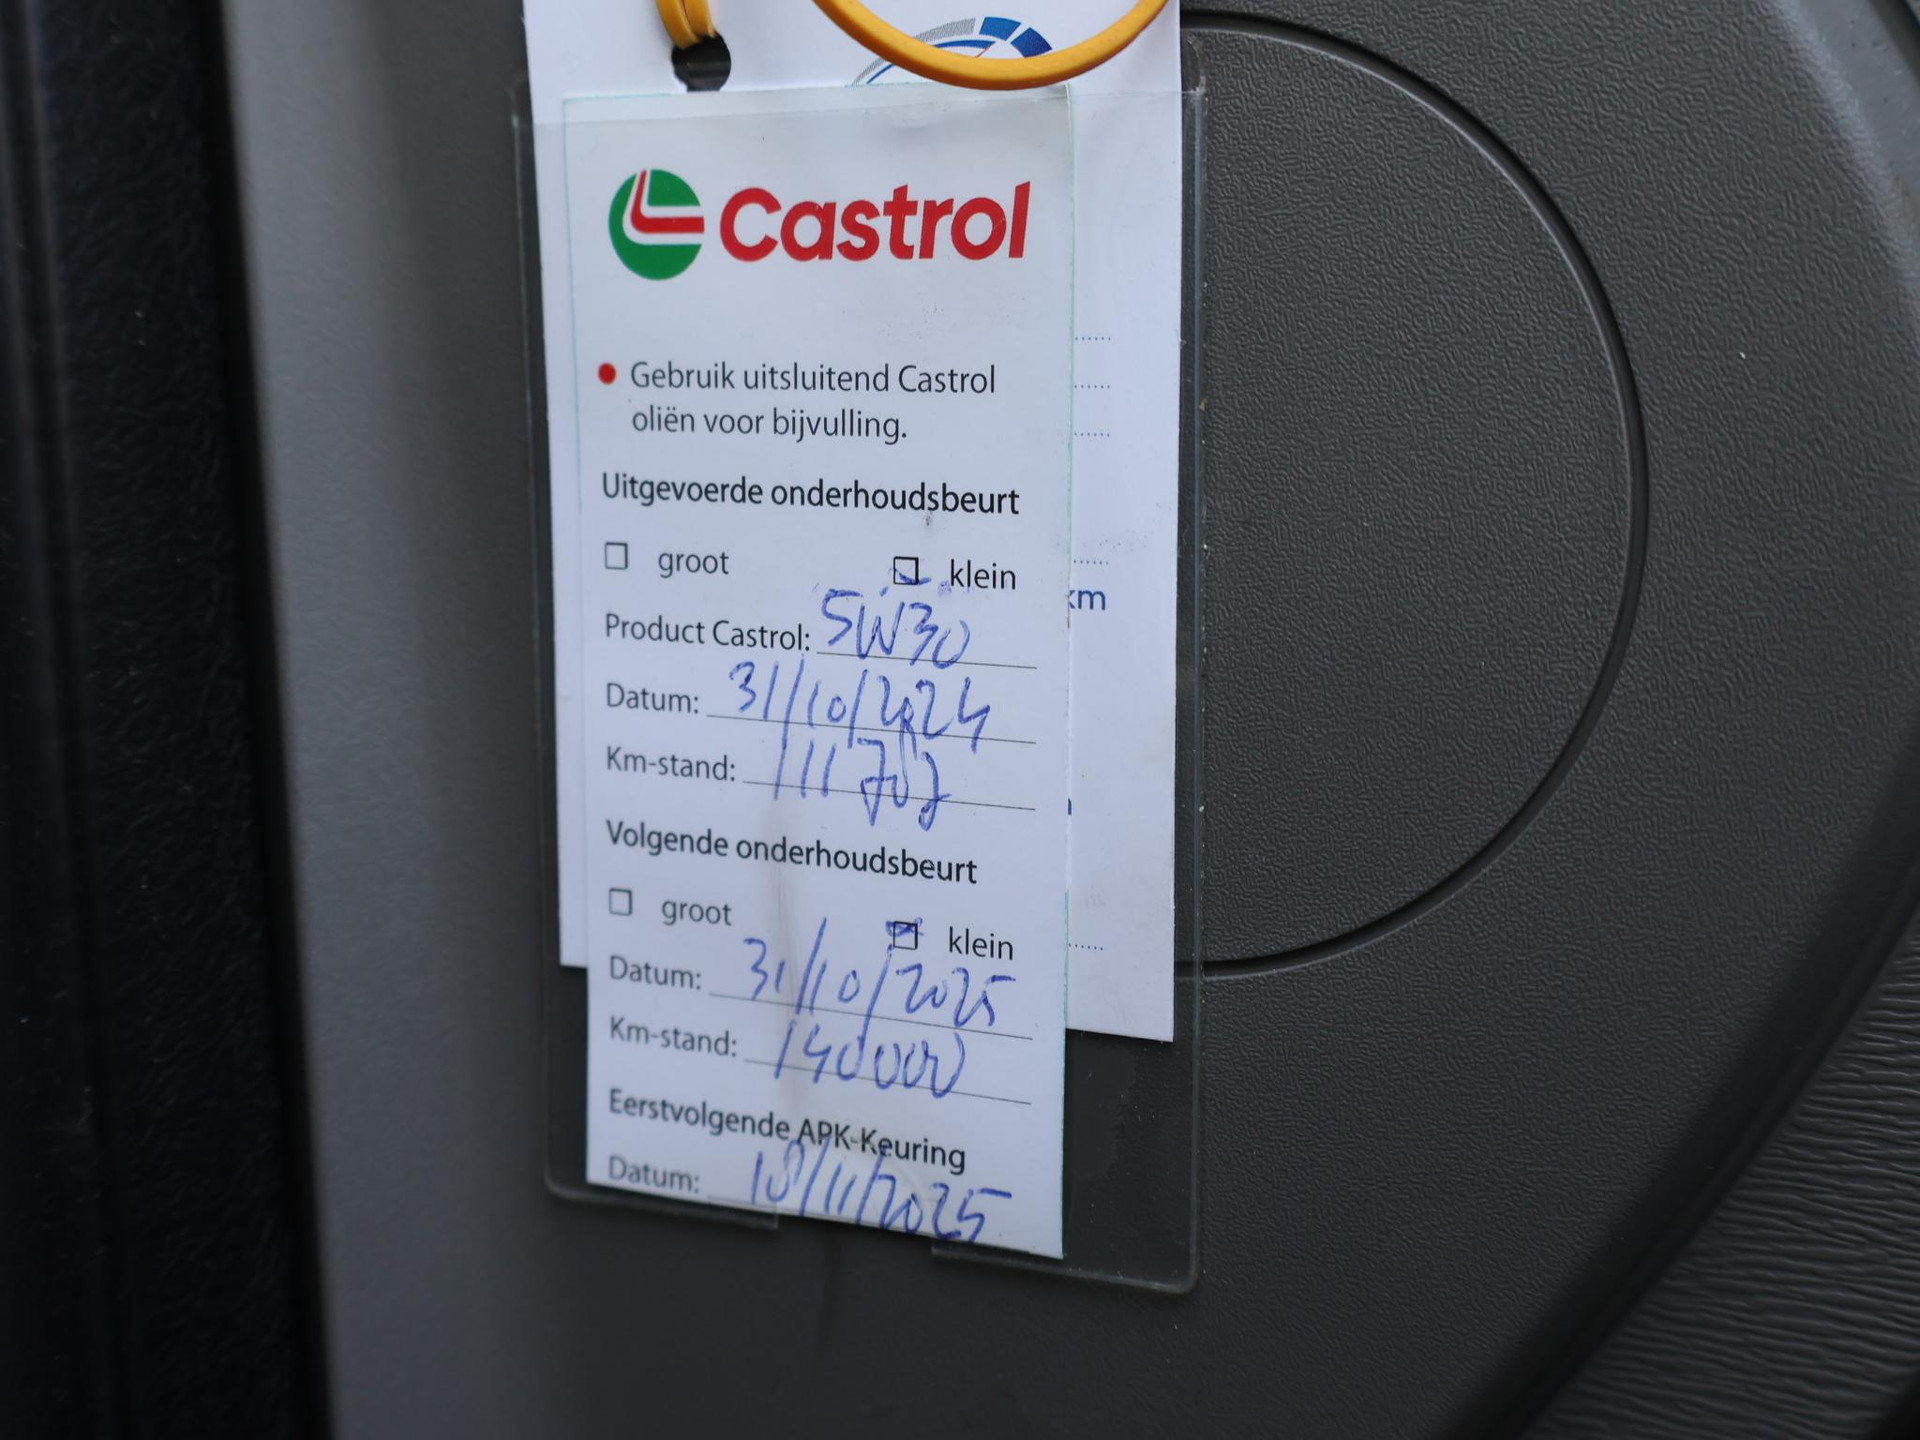 Castrol
Gebruik uitsluitend Castrol
oliën voor bijvulling.
Uitgevoerde onderhoudsbeurt
groot klein
km
Product Castrol: 5W30
Datum: 31/10/2024
Km-stand:
Volgende onderhoudsbeurt
groot klein
Datum: 31/10/2025
Km-stand: 140000
Eerstvolgende APK-Keuring
Datum: 18/11/2025